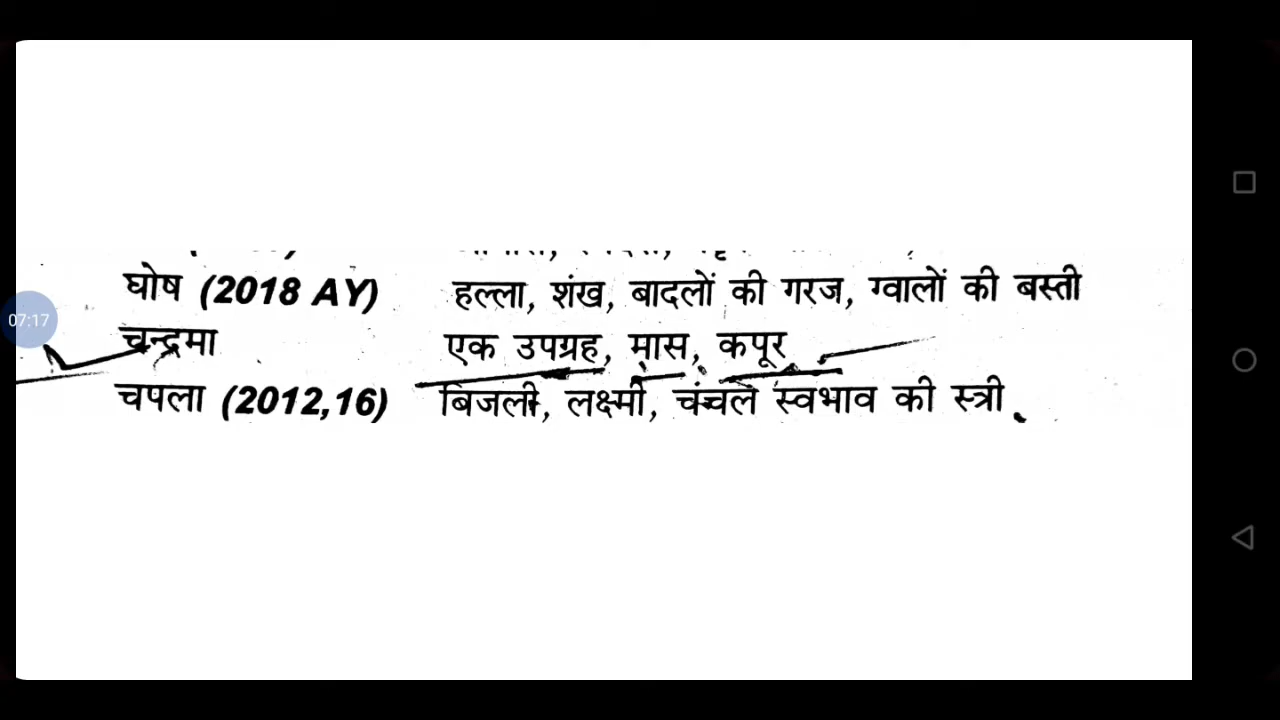 घोष (2018 AY) हल्ला, शंख, बादलों की गरज, ग्वालों की बस्ती
07:17
चन्द्रमा एक उपग्रह, मास, कपूर
चपला (2012,16) बिजली, लक्ष्मी, चंचल स्वभाव की स्त्री